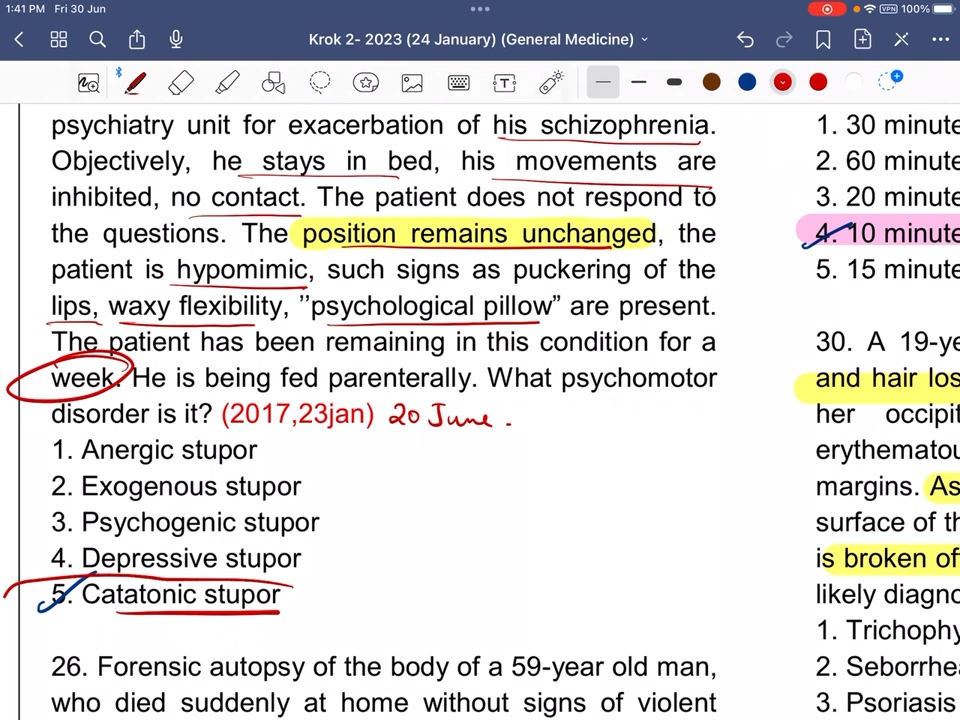 1:41 PM Fri 30 Jun
VPN 100%
Krok 2- 2023 (24 January) (General Medicine)
psychiatry unit for exacerbation of his schizophrenia.
Objectively, he stays in bed, his movements are
inhibited, no contact. The patient does not respond to
the questions. The position remains unchanged, the
patient is hypomimic, such signs as puckering of the
lips, waxy flexibility, ’’psychological pillow” are present.
The patient has been remaining in this condition for a
week. He is being fed parenterally. What psychomotor
disorder is it? (2017,23jan) 20 June.
1. Anergic stupor
2. Exogenous stupor
3. Psychogenic stupor
4. Depressive stupor
5. Catatonic stupor
26. Forensic autopsy of the body of a 59-year old man,
who died suddenly at home without signs of violent
1. 30 minute
2. 60 minute
3. 20 minute
4. 10 minute
5. 15 minute
30. A 19-ye
and hair los
her occipit
erythematou
margins. As
surface of th
is broken of
likely diagno
1. Trichophy
2. Seborrhe
3. Psoriasis